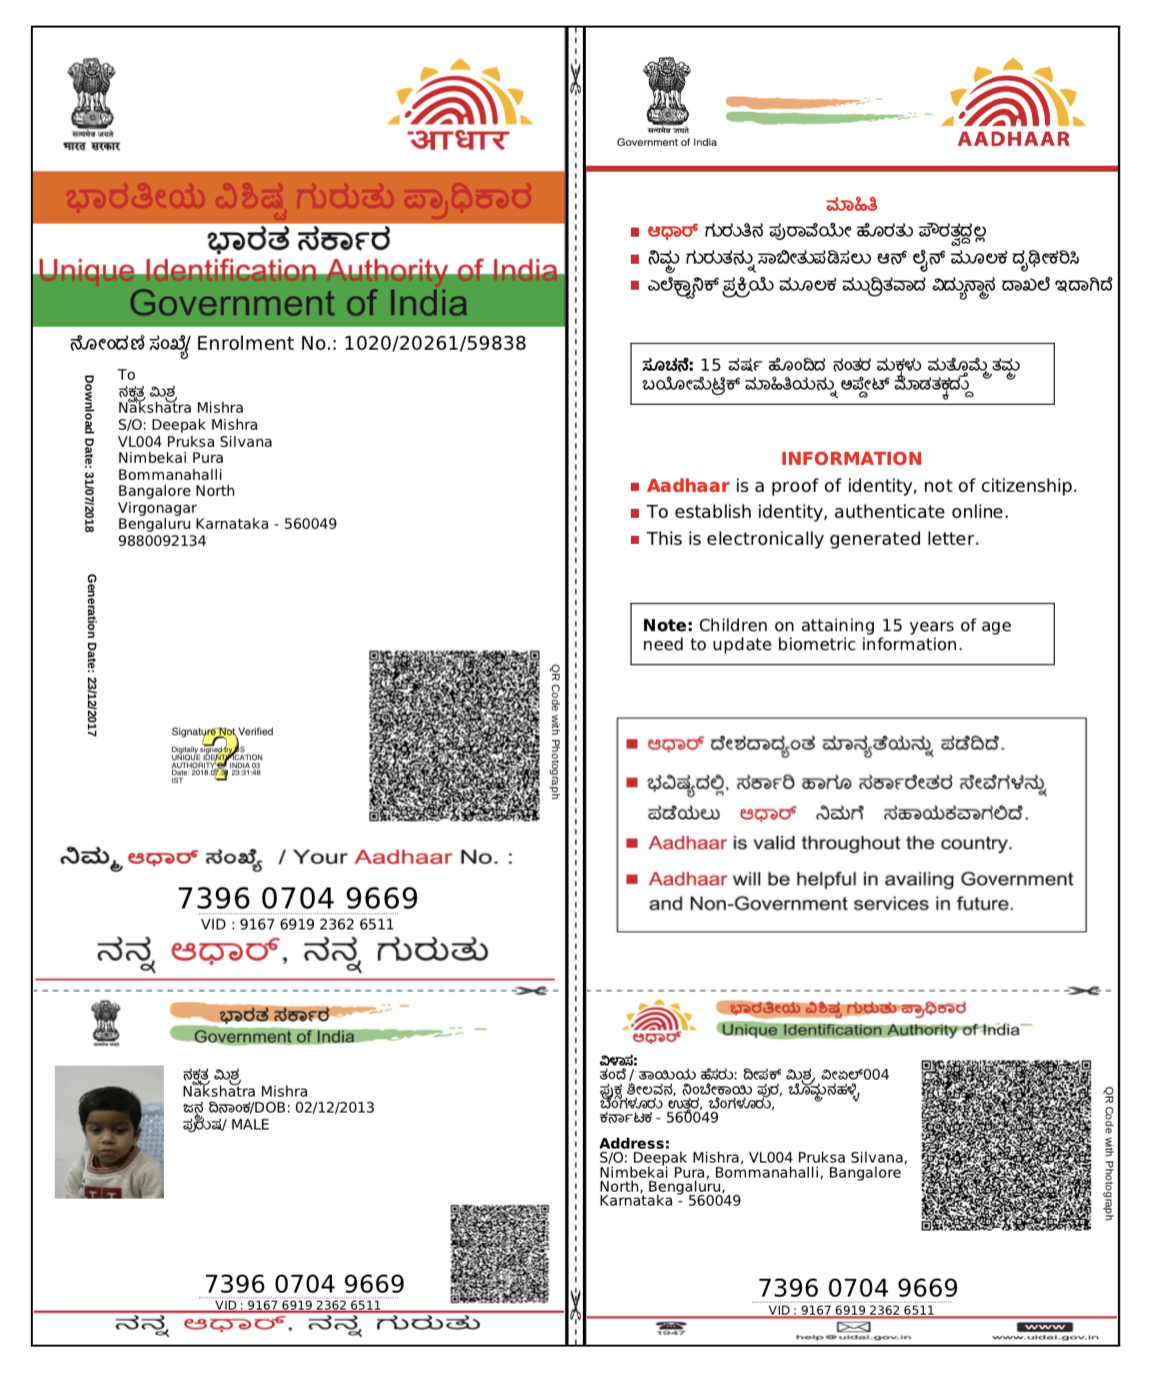 सत्यमेव जयते
भारत सरकार
आधार
ಭಾರತೀಯ ವಿಶಿಷ್ಟ ಗುರುತು ಪ್ರಾಧಿಕಾರ
ಭಾರತ ಸರ್ಕಾರ
Unique Identification Authority of India
Government of India
ನೋಂದಣಿ ಸಂಖ್ಯೆ/ Enrolment No.: 1020/20261/59838
Download Date: 31/07/2018
To
ನಕ್ಷತ್ರ ಮಿಶ್ರ
Nakshatra Mishra
S/O: Deepak Mishra
VL004 Pruksa Silvana
Nimbekai Pura
Bommanahalli
Bangalore North
Virgonagar
Bengaluru Karnataka - 560049
9880092134
Generation Date: 23/12/2017
QR Code with Photograph
Signature Not Verified
Digitally signed by DS
UNIQUE IDENTIFICATION
AUTHORITY OF INDIA 03
Date: 2018.07.31 23:31:48
IST
ನಿಮ್ಮ ಆಧಾರ್ ಸಂಖ್ಯೆ / Your Aadhaar No. :
7396 0704 9669
VID : 9167 6919 2362 6511
ನನ್ನ ಆಧಾರ್, ನನ್ನ ಗುರುತು
ಭಾರತ ಸರ್ಕಾರ
Government of India
ನಕ್ಷತ್ರ ಮಿಶ್ರ
Nakshatra Mishra
ಜನ್ಮ ದಿನಾಂಕ/DOB: 02/12/2013
ಪುರುಷ/ MALE
7396 0704 9669
VID : 9167 6919 2362 6511
ನನ್ನ ಆಧಾರ್, ನನ್ನ ಗುರುತು
सत्यमेव जयते
Government of India
AADHAAR
ಮಾಹಿತಿ
ಆಧಾರ್ ಗುರುತಿನ ಪುರಾವೆಯೇ ಹೊರತು ಪೌರತ್ವದ್ದಲ್ಲ
ನಿಮ್ಮ ಗುರುತನ್ನು ಸಾಬೀತುಪಡಿಸಲು ಆನ್ ಲೈನ್ ಮೂಲಕ ದೃಢೀಕರಿಸಿ
ಎಲೆಕ್ಟ್ರಾನಿಕ್ ಪ್ರಕ್ರಿಯೆ ಮೂಲಕ ಮುದ್ರಿತವಾದ ವಿದ್ಯುನ್ಮಾನ ದಾಖಲೆ ಇದಾಗಿದೆ
ಸೂಚನೆ: 15 ವರ್ಷ ಹೊಂದಿದ ನಂತರ ಮಕ್ಕಳು ಮತ್ತೊಮ್ಮೆ ತಮ್ಮ
ಬಯೋಮೆಟ್ರಿಕ್ ಮಾಹಿತಿಯನ್ನು ಅಪ್ಡೇಟ್ ಮಾಡತಕ್ಕದ್ದು
INFORMATION
Aadhaar is a proof of identity, not of citizenship.
To establish identity, authenticate online.
This is electronically generated letter.
Note: Children on attaining 15 years of age
need to update biometric information.
ಆಧಾರ್ ದೇಶದಾದ್ಯಂತ ಮಾನ್ಯತೆಯನ್ನು ಪಡೆದಿದೆ.
ಭವಿಷ್ಯದಲ್ಲಿ, ಸರ್ಕಾರಿ ಹಾಗೂ ಸರ್ಕಾರೇತರ ಸೇವೆಗಳನ್ನು
ಪಡೆಯಲು ಆಧಾರ್ ನಿಮಗೆ ಸಹಾಯಕವಾಗಲಿದೆ.
Aadhaar is valid throughout the country.
Aadhaar will be helpful in availing Government
and Non-Government services in future.
ಆಧಾರ್
ಭಾರತೀಯ ವಿಶಿಷ್ಟ ಗುರುತು ಪ್ರಾಧಿಕಾರ
Unique Identification Authority of India
ವಿಳಾಸ:
ತಂದೆ / ತಾಯಿಯ ಹೆಸರು: ದೀಪಕ್ ಮಿಶ್ರ, ವೀಏಲ್004
ಪ್ರುಕ್ಸ ಶೀಲವನ, ನಿಂಬೇಕಾಯಿ ಪುರ, ಬೊಮ್ಮನಹಳ್ಳಿ,
ಬೆಂಗಳೂರು ಉತ್ತರ, ಬೆಂಗಳೂರು,
ಕರ್ನಾಟಕ - 560049
Address:
S/O: Deepak Mishra, VL004 Pruksa Silvana,
Nimbekai Pura, Bommanahalli, Bangalore
North, Bengaluru,
Karnataka - 560049
QR Code with Photograph
7396 0704 9669
VID : 9167 6919 2362 6511
1947
help@uidai.gov.in
WWW
www.uidai.gov.in